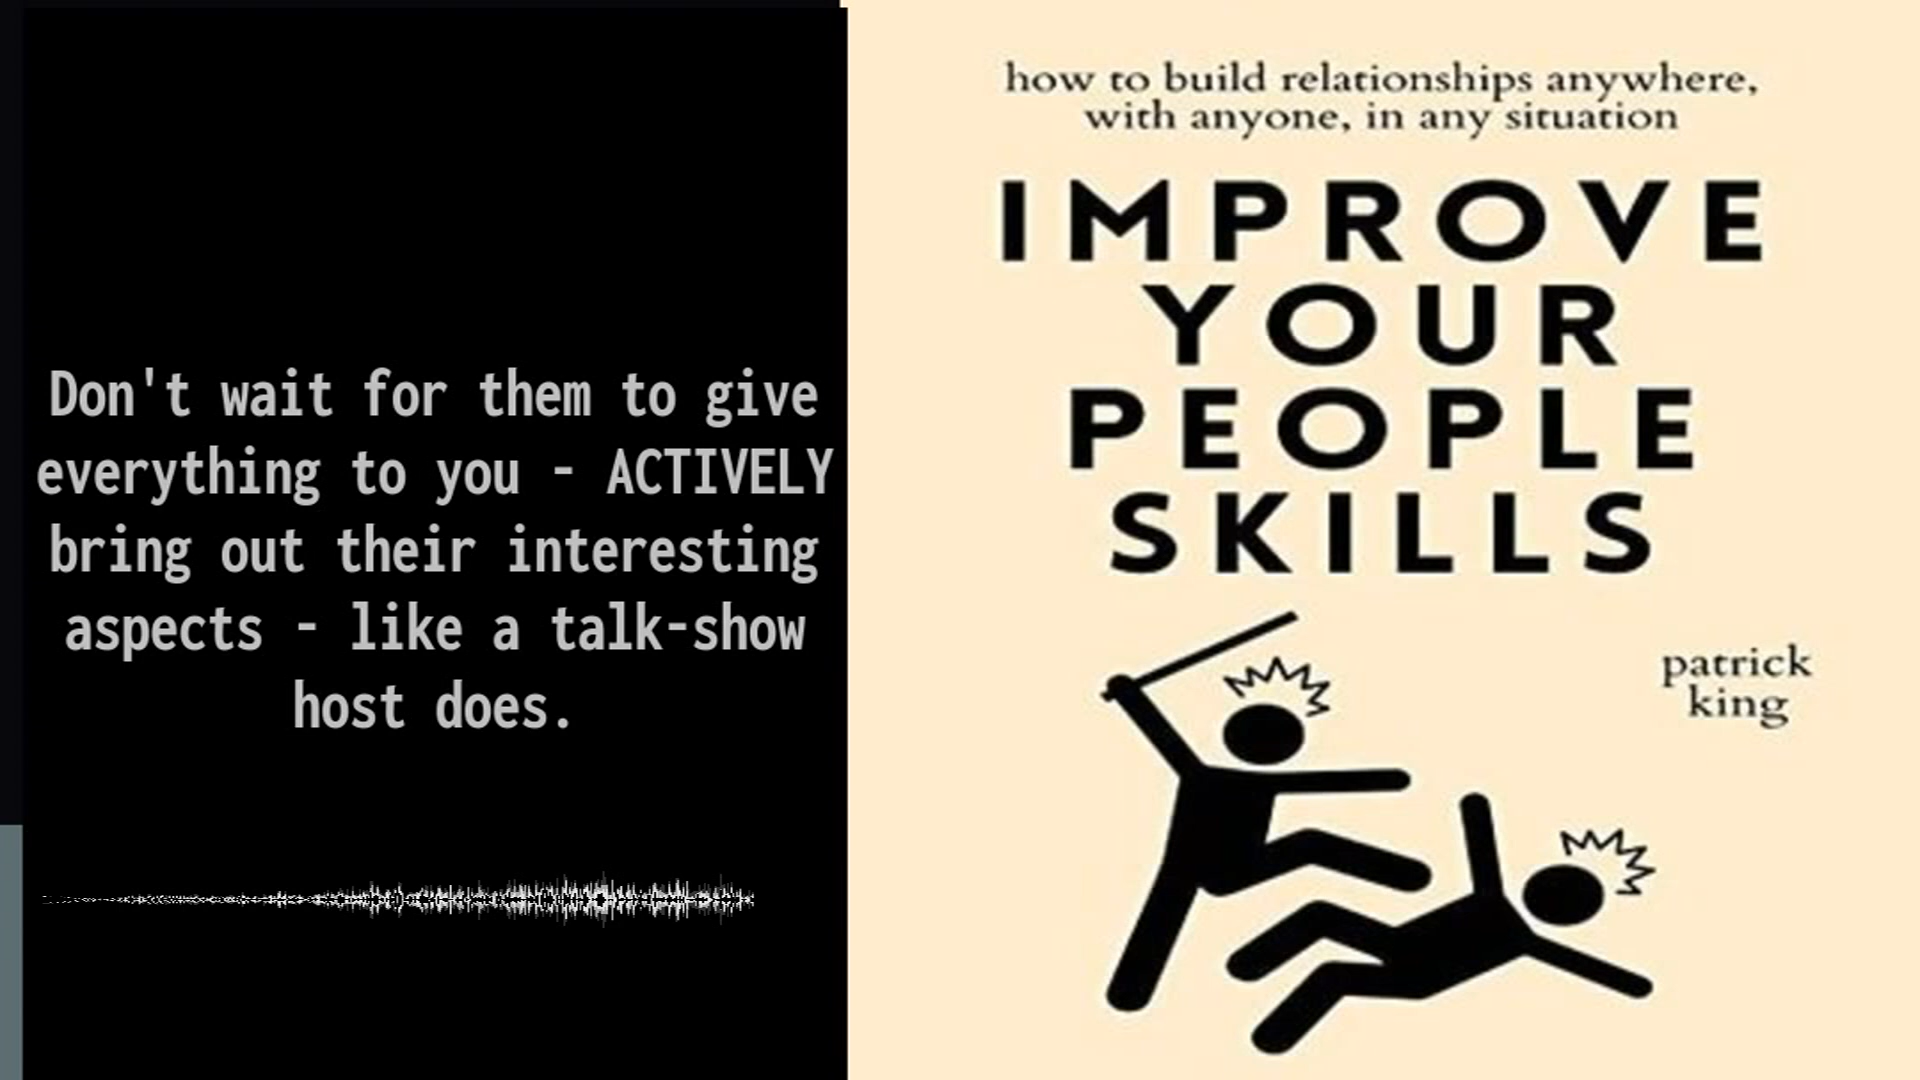 Don't wait for them to give
everything to you - ACTIVELY
bring out their interesting
aspects - like a talk-show
host does.
how to build relationships anywhere,
with anyone, in any situation
IMPROVE
YOUR
PEOPLE
SKILLS
patrick
king